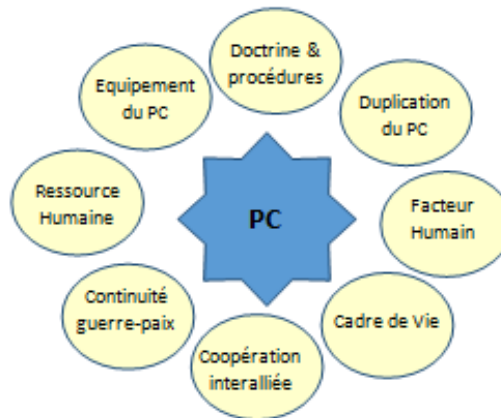 Doctrine &
procédures
Equipement
du PC
Duplication
du PC
Ressource
Humaine
PC
Facteur
Humain
Continuité
guerre-paix
Cadre de Vie
Coopération
interalliée